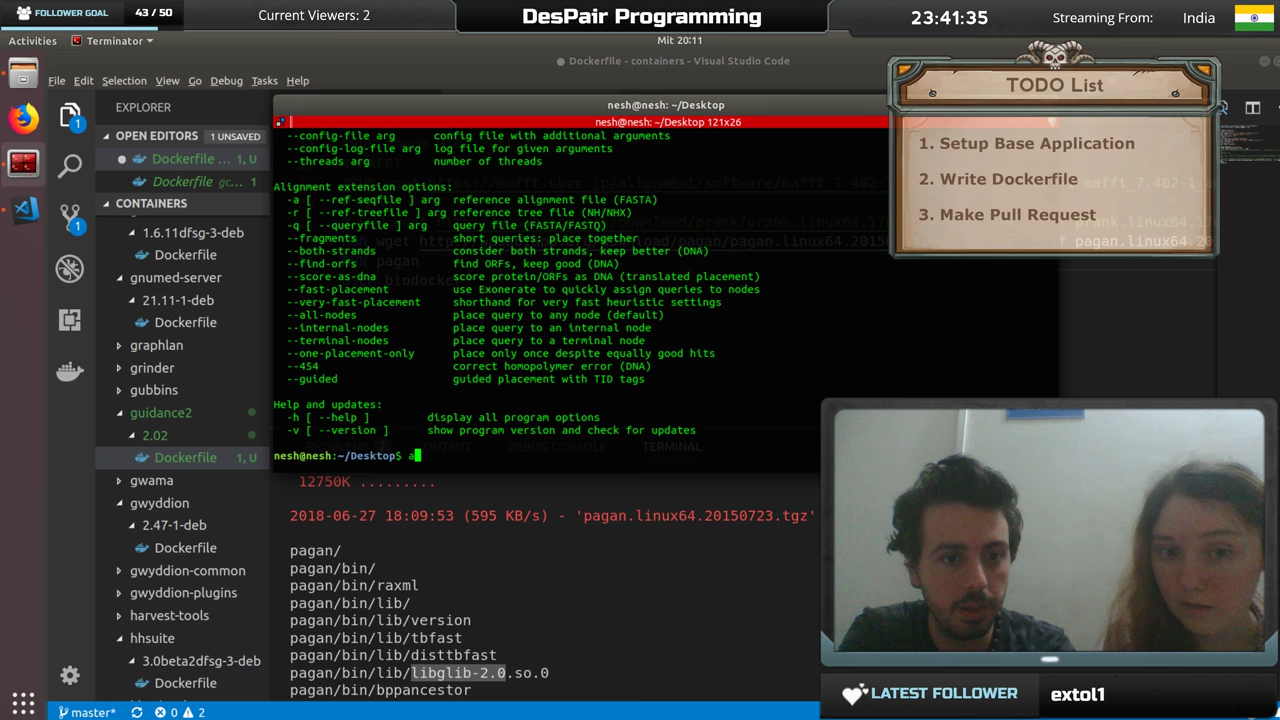 FOLLOWER GOAL 43 / 50 Current Viewers: 2 DesPair Programming 23:41:35 Streaming From: India
Activities Terminator Mit 20:11
Dockerfile - containers - Visual Studio Code
File Edit Selection View Go Debug Tasks Help
TODO List
1. Setup Base Application
2. Write Dockerfile
3. Make Pull Request
EXPLORER
OPEN EDITORS 1 UNSAVED
Dockerfile ... 1, U
Dockerfile gc... 1
CONTAINERS
1.6.11dfsg-3-deb
Dockerfile
gnumed-server
21.11-1-deb
Dockerfile
graphlan
grinder
gubbins
guidance2
2.02
Dockerfile 1, U
gwama
gwyddion
2.47-1-deb
Dockerfile
gwyddion-common
gwyddion-plugins
harvest-tools
hhsuite
3.0beta2dfsg-3-deb
Dockerfile
master* 0 2
nesh@nesh: ~/Desktop
nesh@nesh: ~/Desktop 121x26
--config-file arg config file with additional arguments
--config-log-file arg log file for given arguments
--threads arg number of threads
Alignment extension options:
-a [ --ref-seqfile ] arg reference alignment file (FASTA)
-r [ --ref-treefile ] arg reference tree file (NH/NHX)
-q [ --queryfile ] arg query file (FASTA/FASTQ)
--fragments short queries: place together
--both-strands consider both strands, keep better (DNA)
--find-orfs find ORFs, keep good (DNA)
--score-as-dna score protein/ORFs as DNA (translated placement)
--fast-placement use Exonerate to quickly assign queries to nodes
--very-fast-placement shorthand for very fast heuristic settings
--all-nodes place query to any node (default)
--internal-nodes place query to an internal node
--terminal-nodes place query to a terminal node
--one-placement-only place only once despite equally good hits
--454 correct homopolymer error (DNA)
--guided guided placement with TID tags
Help and updates:
-h [ --help ] display all program options
-v [ --version ] show program version and check for updates
nesh@nesh:~/Desktop$ a
PROBLEMS 2 OUTPUT DEBUG CONSOLE TERMINAL
12750K .........
2018-06-27 18:09:53 (595 KB/s) - 'pagan.linux64.20150723.tgz'
pagan/
pagan/bin/
pagan/bin/raxml
pagan/bin/lib/
pagan/bin/lib/version
pagan/bin/lib/tbfast
pagan/bin/lib/disttbfast
pagan/bin/lib/libglib-2.0.so.0
pagan/bin/bppancestor
LATEST FOLLOWER extol1